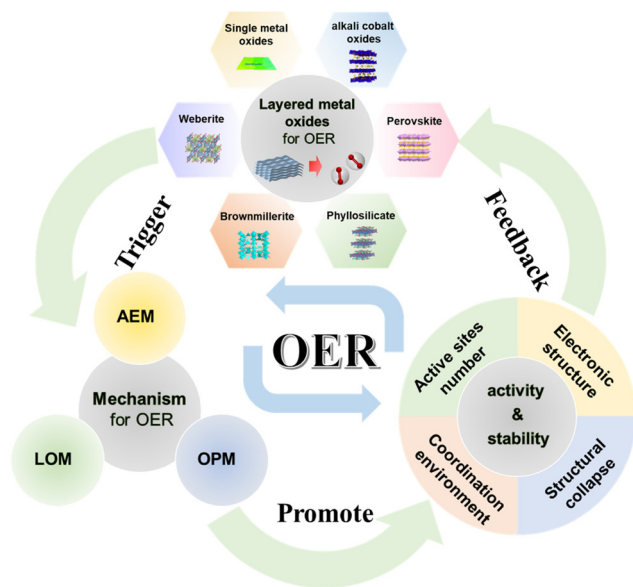 Single metal
oxides
alkali cobalt
oxides
Weberite
Layered metal
oxides
for OER
Perovskite
Brownmillerite
Phyllosilicate
Trigger
Feedback
OER
AEM
Mechanism
for OER
LOM
OPM
Promote
Active sites
number
Electronic
structure
activity
&
stability
Coordination
environment
Structural
collapse